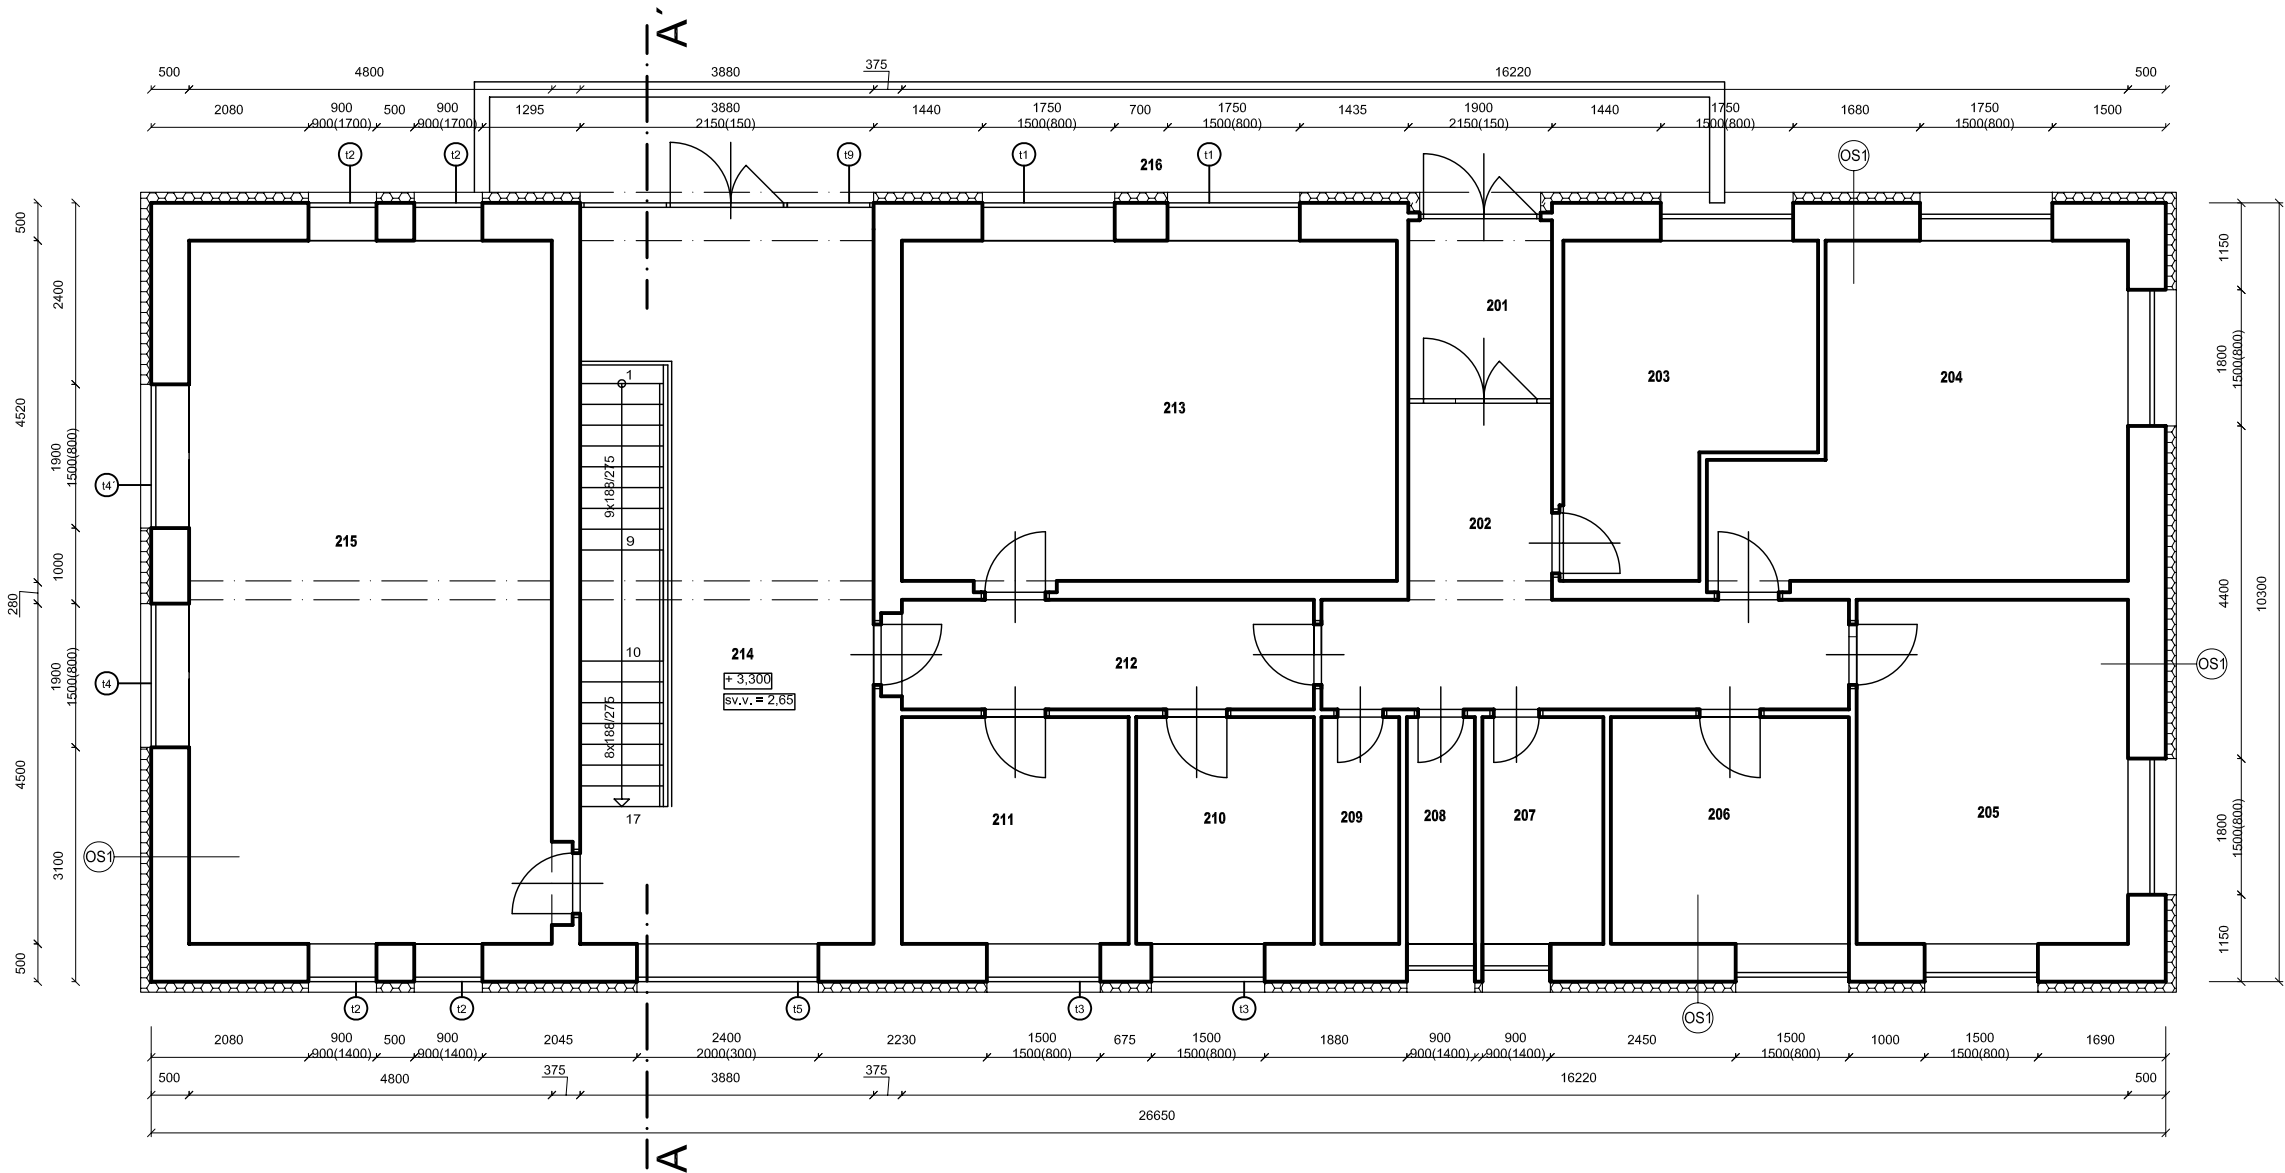 A´
500 4800 3880 375 16220 500
2080 900 500 900 1295 3880 1440 1750 700 1750 1435 1900 1440 1750 1680 1750 1500
900(1700) 900(1700) 2150(150) 1500(800) 1500(800) 2150(150) 1500(800) 1500(800)
t2 t2 t9 t1 t1 216 OS1
500 2400 4520 1900 1500(800) 1000 280 1900 1500(800) 4500 3100 500
t4´
t4
OS1
201
203
204
213
1
9x188/275
9
202
215
10
214
+ 3,300
sv.v. = 2,65
8x188/275
17
212
211
210
209
208
207
206
205
OS1
1150 1800 1500(800) 4400 10300 1800 1500(800) 1150
t2 t2 t5 t3 t3 OS1
2080 900 500 900 2045 2400 2230 1500 675 1500 1880 900 900 2450 1500 1000 1500 1690
900(1400) 900(1400) 2000(300) 1500(800) 1500(800) 900(1400) 900(1400) 1500(800) 1500(800)
500 4800 375 3880 375 16220 500
26650
A